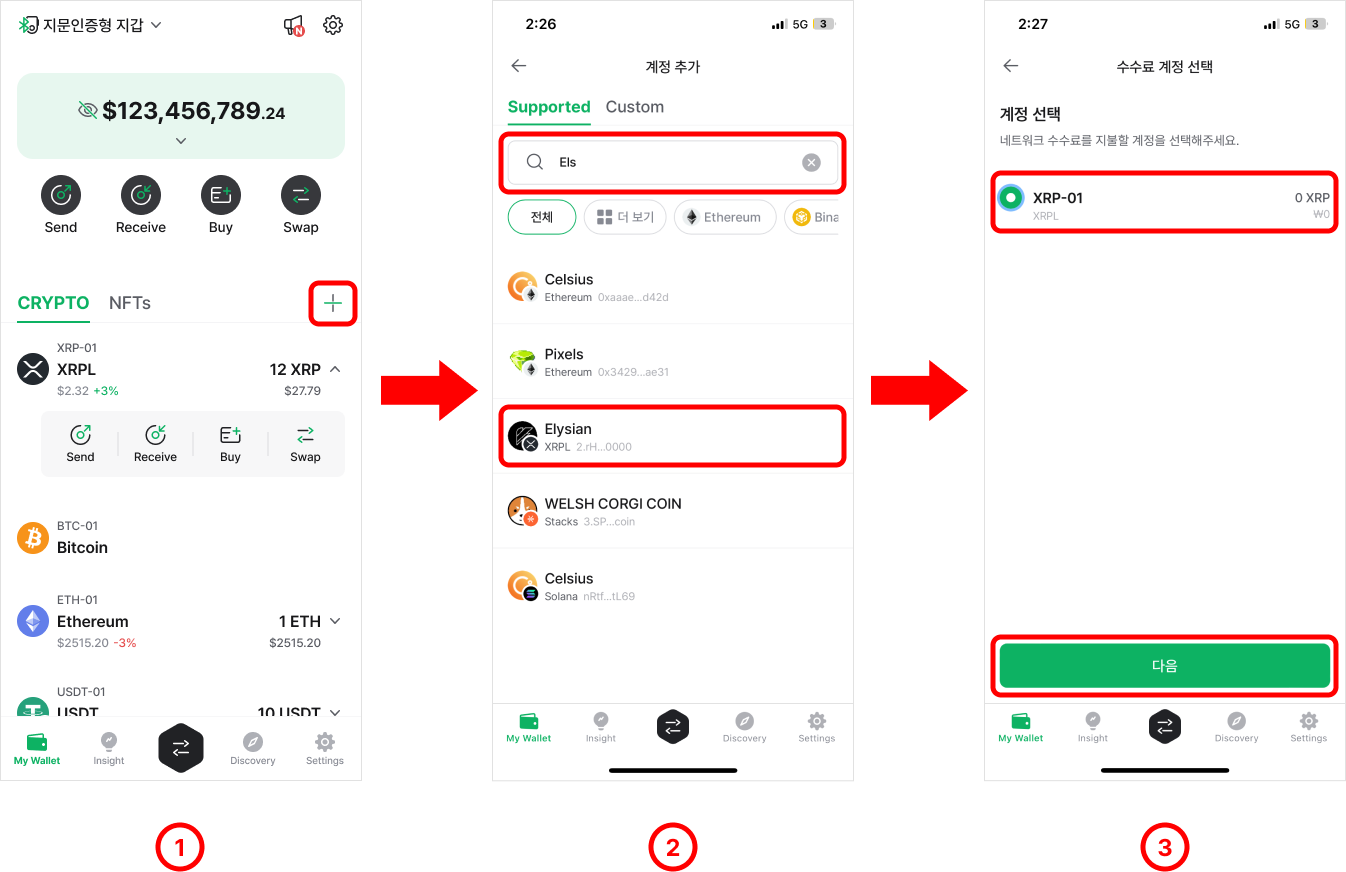 지문인증형 지갑
N
$123,456,789.24
Send
Receive
Buy
Swap
CRYPTO
NFTs
XRP-01
XRPL
12 XRP
$2.32 +3%
$27.79
Send
Receive
Buy
Swap
BTC-01
Bitcoin
ETH-01
Ethereum
1 ETH
$2515.20 -3%
$2515.20
USDT-01
USDT
10 USDT
My Wallet
Insight
Discovery
Settings
1
2:26
5G 3
계정 추가
Supported
Custom
Els
전체
더 보기
Ethereum
Bina
Celsius
Ethereum 0xaaae...d42d
Pixels
Ethereum 0x3429...ae31
Elysian
XRPL 2.rH...0000
WELSH CORGI COIN
Stacks 3.SP...coin
Celsius
Solana nRtf...tL69
My Wallet
Insight
Discovery
Settings
2
2:27
5G 3
수수료 계정 선택
계정 선택
네트워크 수수료를 지불할 계정을 선택해주세요.
XRP-01
0 XRP
XRPL
₩0
다음
My Wallet
Insight
Discovery
Settings
3